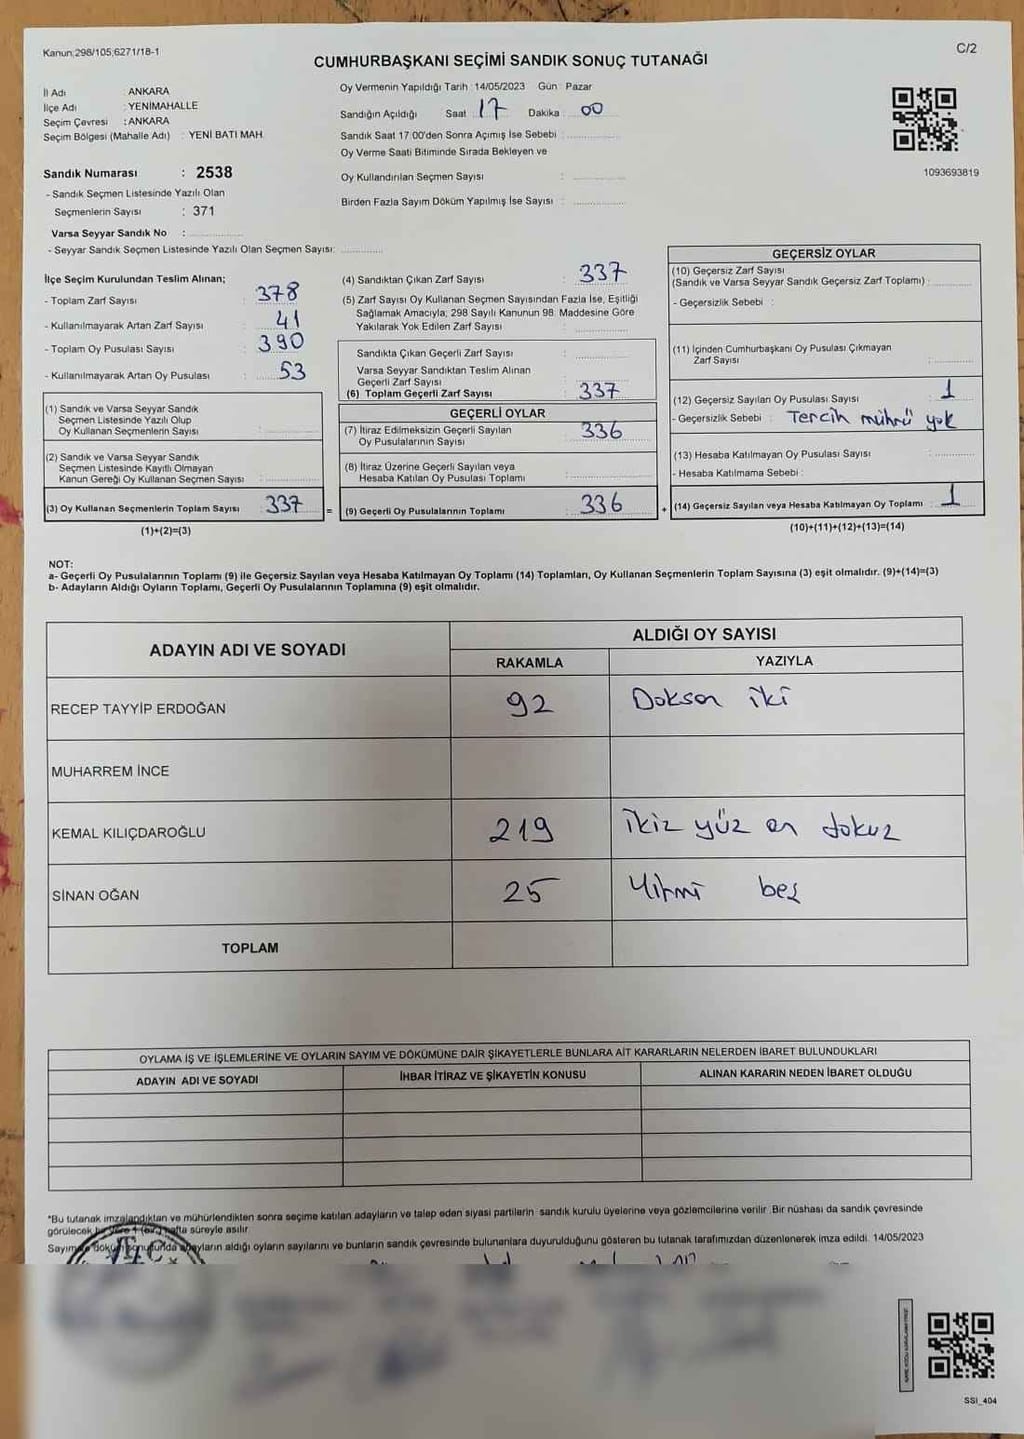 Kanun;298/105;6271/18-1
C/2
CUMHURBAŞKANI SEÇİMİ SANDIK SONUÇ TUTANAĞI
İl Adı : ANKARA
İlçe Adı : YENİMAHALLE
Seçim Çevresi : ANKARA
Seçim Bölgesi (Mahalle Adı) : YENİ BATI MAH.
Oy Vermenin Yapıldığı Tarih : 14/05/2023 Gün : Pazar
Sandığın Açıldığı Saat 17 Dakika 00
Sandık Saat 17:00'den Sonra Açımış İse Sebebi :
Oy Verme Saati Bitiminde Sırada Bekleyen ve
Oy Kullandırılan Seçmen Sayısı :
Birden Fazla Sayım Döküm Yapılmış İse Sayısı :
1093693819
Sandık Numarası : 2538
- Sandık Seçmen Listesinde Yazılı Olan
Seçmenlerin Sayısı : 371
Varsa Seyyar Sandık No :
- Seyyar Sandık Seçmen Listesinde Yazılı Olan Seçmen Sayısı:
İlçe Seçim Kurulundan Teslim Alınan;
- Toplam Zarf Sayısı : 378
- Kullanılmayarak Artan Zarf Sayısı : 41
- Toplam Oy Pusulası Sayısı : 390
- Kullanılmayarak Artan Oy Pusulası : 53
(1) Sandık ve Varsa Seyyar Sandık
Seçmen Listesinde Yazılı Olup
Oy Kullanan Seçmenlerin Sayısı :
(2) Sandık ve Varsa Seyyar Sandık
Seçmen Listesinde Kayıtlı Olmayan
Kanun Gereği Oy Kullanan Seçmen Sayısı :
(3) Oy Kullanan Seçmenlerin Toplam Sayısı : 337
(1)+(2)=(3)
(4) Sandıktan Çıkan Zarf Sayısı : 337
(5) Zarf Sayısı Oy Kullanan Seçmen Sayısından Fazla İse, Eşitliği
Sağlamak Amacıyla; 298 Sayılı Kanunun 98. Maddesine Göre
Yakılarak Yok Edilen Zarf Sayısı :
Sandıkta Çıkan Geçerli Zarf Sayısı :
Varsa Seyyar Sandıktan Teslim Alınan
Geçerli Zarf Sayısı :
(6) Toplam Geçerli Zarf Sayısı : 337
GEÇERLİ OYLAR
(7) İtiraz Edilmeksizin Geçerli Sayılan
Oy Pusulalarının Sayısı : 336
(8) İtiraz Üzerine Geçerli Sayılan veya
Hesaba Katılan Oy Pusulası Toplamı :
= (9) Geçerli Oy Pusulalarının Toplamı : 336
GEÇERSİZ OYLAR
(10) Geçersiz Zarf Sayısı
(Sandık ve Varsa Seyyar Sandık Geçersiz Zarf Toplamı) :
- Geçersizlik Sebebi :
(11) İçinden Cumhurbaşkanı Oy Pusulası Çıkmayan
Zarf Sayısı :
(12) Geçersiz Sayılan Oy Pusulası Sayısı : 1
- Geçersizlik Sebebi : Tercih mührü yok
(13) Hesaba Katılmayan Oy Pusulası Sayısı :
- Hesaba Katılmama Sebebi :
+ (14) Geçersiz Sayılan veya Hesaba Katılmayan Oy Toplamı : 1
(10)+(11)+(12)+(13)=(14)
NOT:
a- Geçerli Oy Pusulalarının Toplamı (9) ile Geçersiz Sayılan veya Hesaba Katılmayan Oy Toplamı (14) Toplamları, Oy Kullanan Seçmenlerin Toplam Sayısına (3) eşit olmalıdır. (9)+(14)=(3)
b- Adayların Aldığı Oyların Toplamı, Geçerli Oy Pusulalarının Toplamına (9) eşit olmalıdır.
ADAYIN ADI VE SOYADI
ALDIĞI OY SAYISI
RAKAMLA YAZIYLA
RECEP TAYYİP ERDOĞAN 92 Doksan iki
MUHARREM İNCE
KEMAL KILIÇDAROĞLU 219 İkiz yüz on dokuz
SİNAN OĞAN 25 Yirmi beş
TOPLAM
OYLAMA İŞ VE İŞLEMLERİNE VE OYLARIN SAYIM VE DÖKÜMÜNE DAİR ŞİKAYETLERLE BUNLARA AİT KARARLARIN NELERDEN İBARET BULUNDUKLARI
ADAYIN ADI VE SOYADI İHBAR İTİRAZ VE ŞİKAYETİN KONUSU ALINAN KARARIN NEDEN İBARET OLDUĞU
*Bu tutanak imzalandıktan ve mühürlendikten sonra seçime katılan adayların ve talep eden siyasi partilerin sandık kurulu üyelerine veya gözlemcilerine verilir. Bir nüshası da sandık çevresinde
görülecek bir yere 1 (bir) hafta süreyle asılır.
Sayım döküm sonuçunda adayların aldığı oyların sayılarını ve bunların sandık çevresinde bulunanlara duyurulduğunu gösteren bu tutanak tarafımızdan düzenlenerek imza edildi. 14/05/2023
T.C.
SSI_404